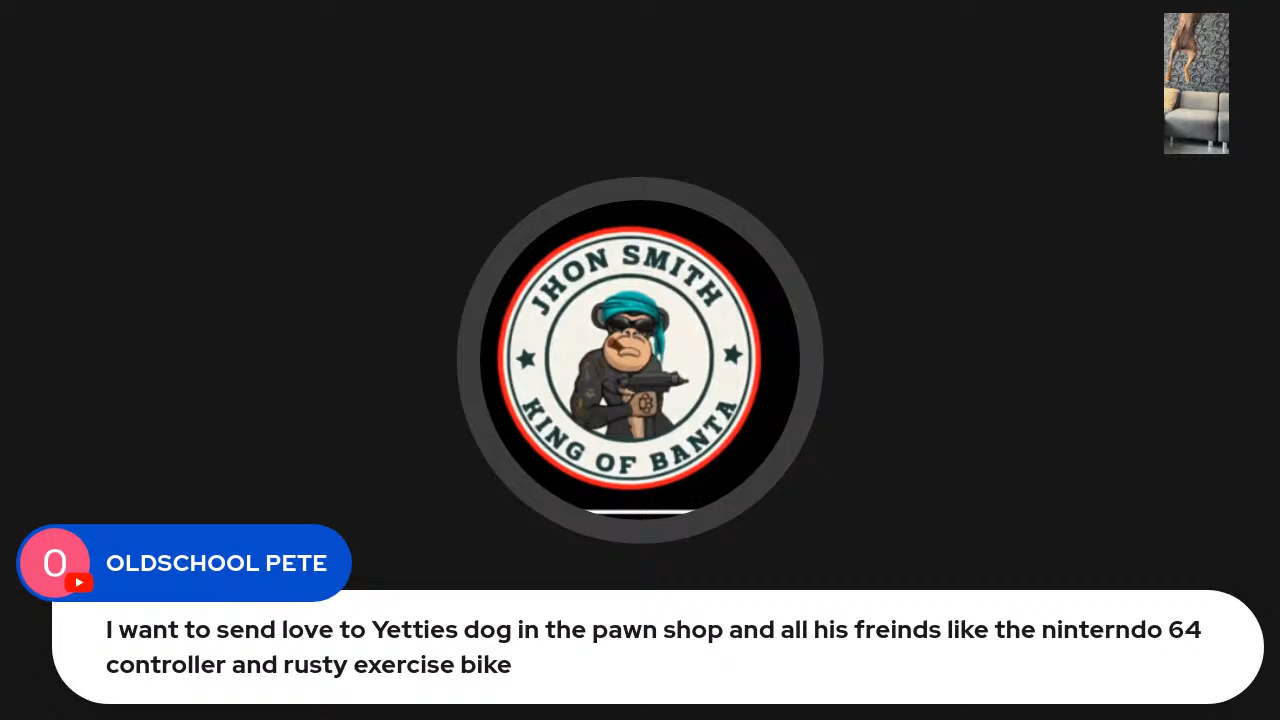 JHON SMITH
KING OF BANTA
O
OLDSCHOOL PETE
I want to send love to Yetties dog in the pawn shop and all his freinds like the ninterndo 64
controller and rusty exercise bike